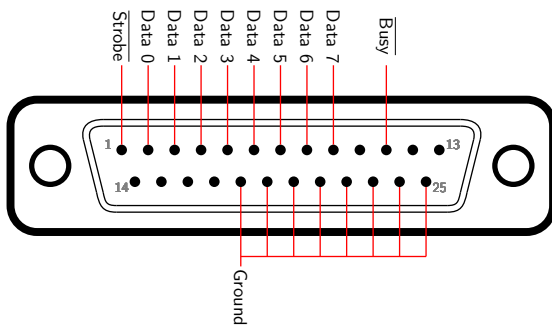 Strobe
Data 0
Data 1
Data 2
Data 3
Data 4
Data 5
Data 6
Data 7
Busy
1
13
14
25
Ground